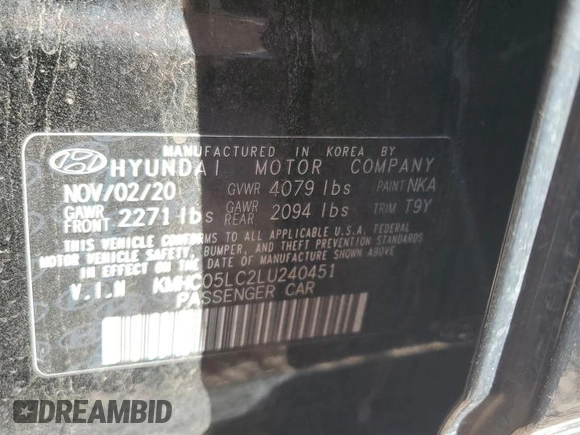 MANUFACTURED IN KOREA BY
HYUNDAI MOTOR COMPANY
NOV/02/20 GVWR 4079 lbs PAINT NKA
GAWR FRONT 2271 lbs GAWR REAR 2094 lbs TRIM T9Y
THIS VEHICLE CONFORMS TO ALL APPLICABLE U.S.A. FEDERAL
MOTOR VEHICLE SAFETY, BUMPER, AND THEFT PREVENTION STANDARDS
IN EFFECT ON THE DATE OF MANUFACTURE SHOWN ABOVE
V.I.N KMHC05LC2LU240451
PASSENGER CAR
DREAMBID